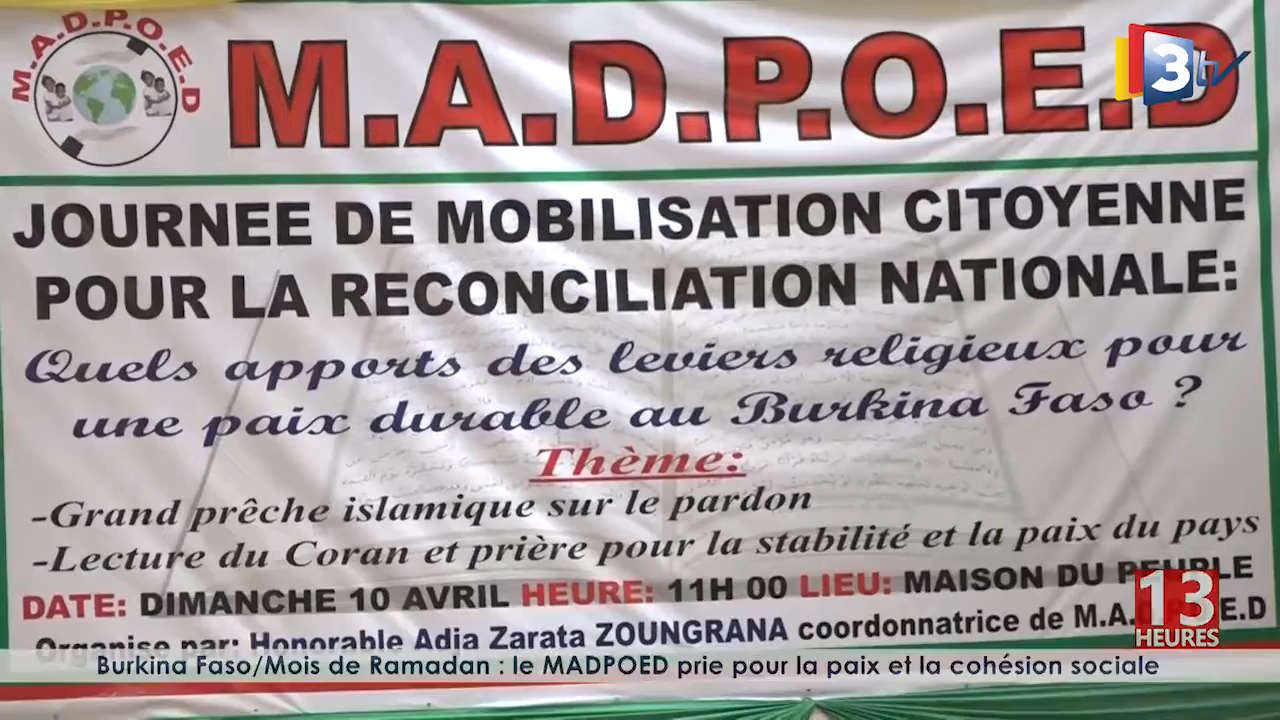 M.A.D.P.O.E.D
M.A.D.P.O.E.D
3tv
JOURNEE DE MOBILISATION CITOYENNE
POUR LA RECONCILIATION NATIONALE:
Quels apports des leviers religieux pour
une paix durable au Burkina Faso ?
Thème:
-Grand prêche islamique sur le pardon
-Lecture du Coran et prière pour la stabilité et la paix du pays
DATE: DIMANCHE 10 AVRIL HEURE: 11H 00 LIEU: MAISON DU PEUPLE
Organise par: Honorable Adja Zarata ZOUNGRANA coordonnatrice de M.A.D.P.O.E.D
13
HEURES
Burkina Faso/Mois de Ramadan : le MADPOED prie pour la paix et la cohésion sociale